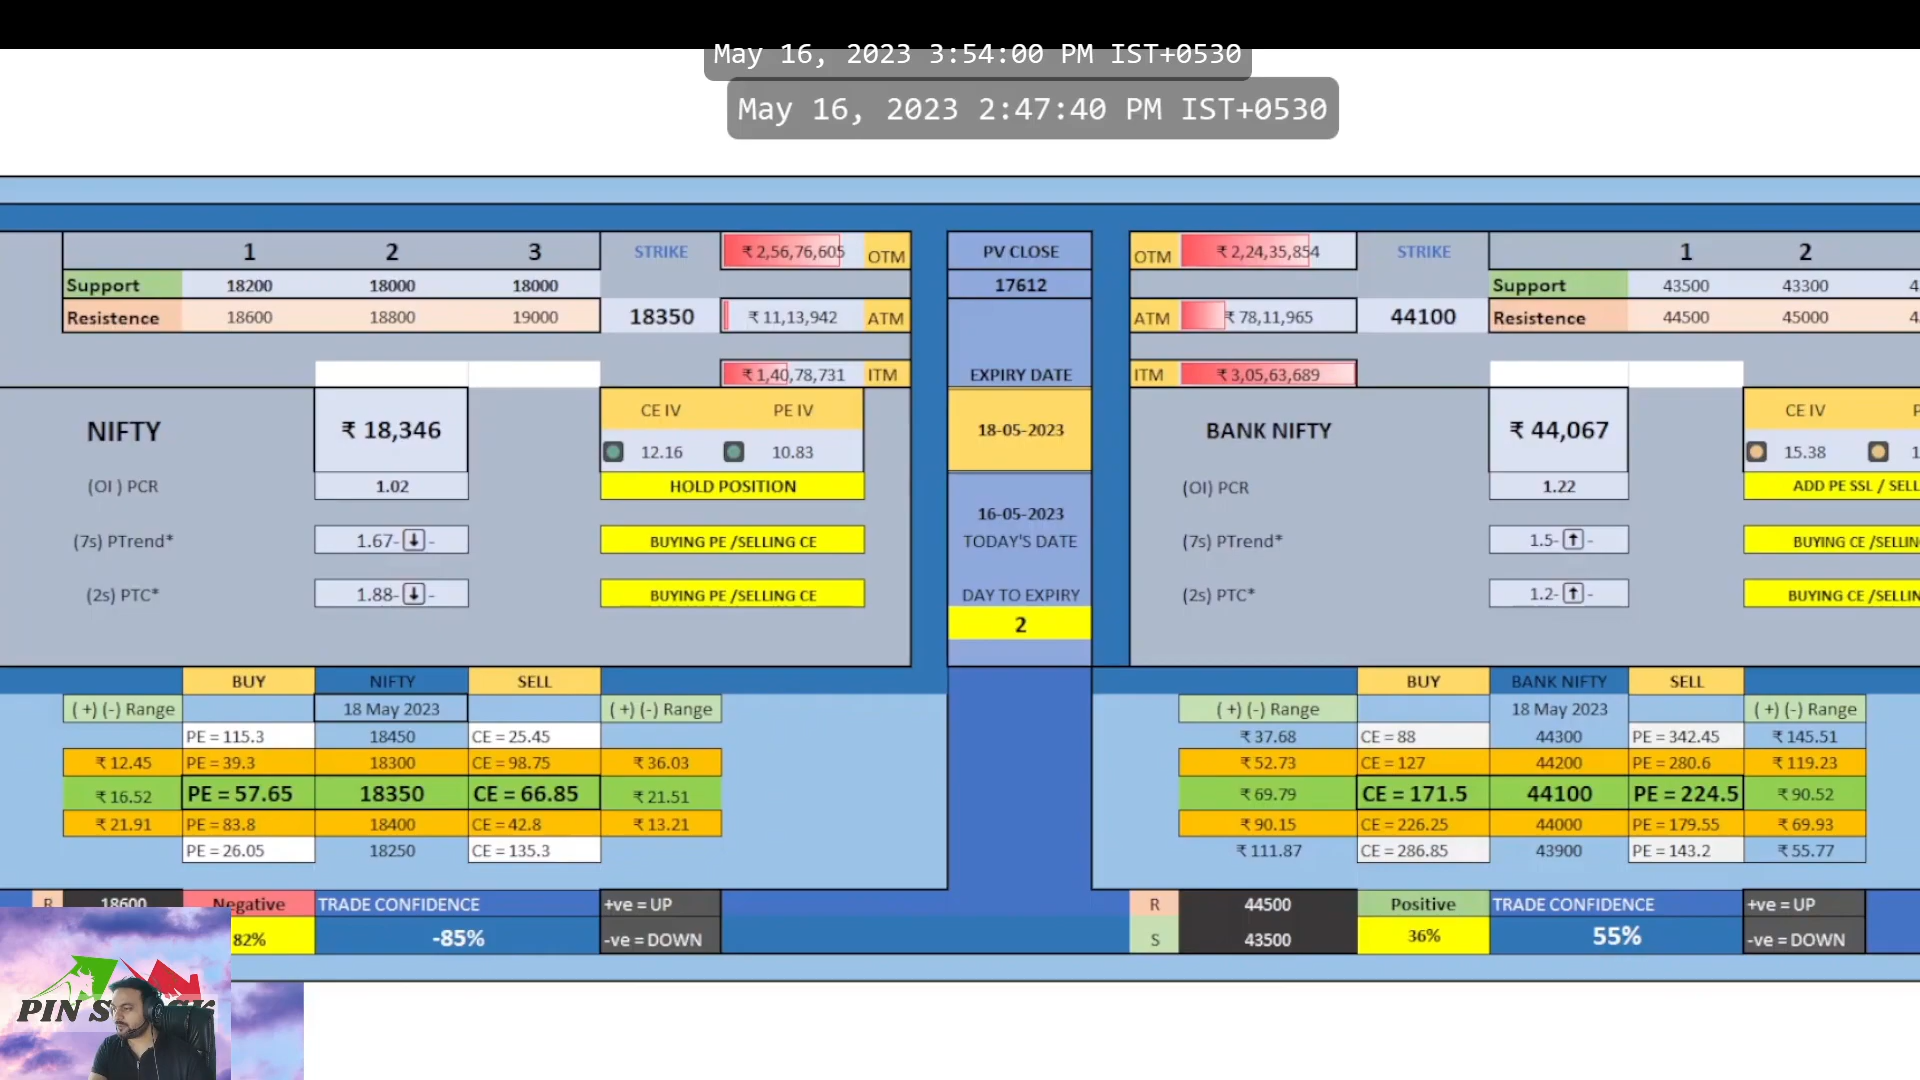 May 16, 2023 3:54:00 PM IST+0530
May 16, 2023 2:47:40 PM IST+0530
1 2 3 STRIKE ₹ 2,56,76,605 OTM
Support 18200 18000 18000
Resistence 18600 18800 19000 18350 ₹ 11,13,942 ATM
₹ 1,40,78,731 ITM
NIFTY ₹ 18,346 CE IV PE IV
12.16 10.83
(OI ) PCR 1.02 HOLD POSITION
(7s) PTrend* 1.67-↓- BUYING PE /SELLING CE
(2s) PTC* 1.88-↓- BUYING PE /SELLING CE
PV CLOSE
17612
EXPIRY DATE
18-05-2023
16-05-2023
TODAY'S DATE
DAY TO EXPIRY
2
OTM ₹ 2,24,35,854 STRIKE 1 2
Support 43500 43300
ATM ₹ 78,11,965 44100 Resistence 44500 45000
ITM ₹ 3,05,63,689
BANK NIFTY ₹ 44,067 CE IV
15.38
(OI) PCR 1.22 ADD PE SSL / SELL
(7s) PTrend* 1.5-↑- BUYING CE /SELLIN
(2s) PTC* 1.2-↑- BUYING CE /SELLIN
BUY NIFTY SELL
( +) (-) Range 18 May 2023 ( +) (-) Range
PE = 115.3 18450 CE = 25.45
₹ 12.45 PE = 39.3 18300 CE = 98.75 ₹ 36.03
₹ 16.52 PE = 57.65 18350 CE = 66.85 ₹ 21.51
₹ 21.91 PE = 83.8 18400 CE = 42.8 ₹ 13.21
PE = 26.05 18250 CE = 135.3
R 18600 Negative TRADE CONFIDENCE +ve = UP
82% -85% -ve = DOWN
BUY BANK NIFTY SELL
( +) (-) Range 18 May 2023 ( +) (-) Range
₹ 37.68 CE = 88 44300 PE = 342.45 ₹ 145.51
₹ 52.73 CE = 127 44200 PE = 280.6 ₹ 119.23
₹ 69.79 CE = 171.5 44100 PE = 224.5 ₹ 90.52
₹ 90.15 CE = 226.25 44000 PE = 179.55 ₹ 69.93
₹ 111.87 CE = 286.85 43900 PE = 143.2 ₹ 55.77
R 44500 Positive TRADE CONFIDENCE +ve = UP
S 43500 36% 55% -ve = DOWN
PIN S